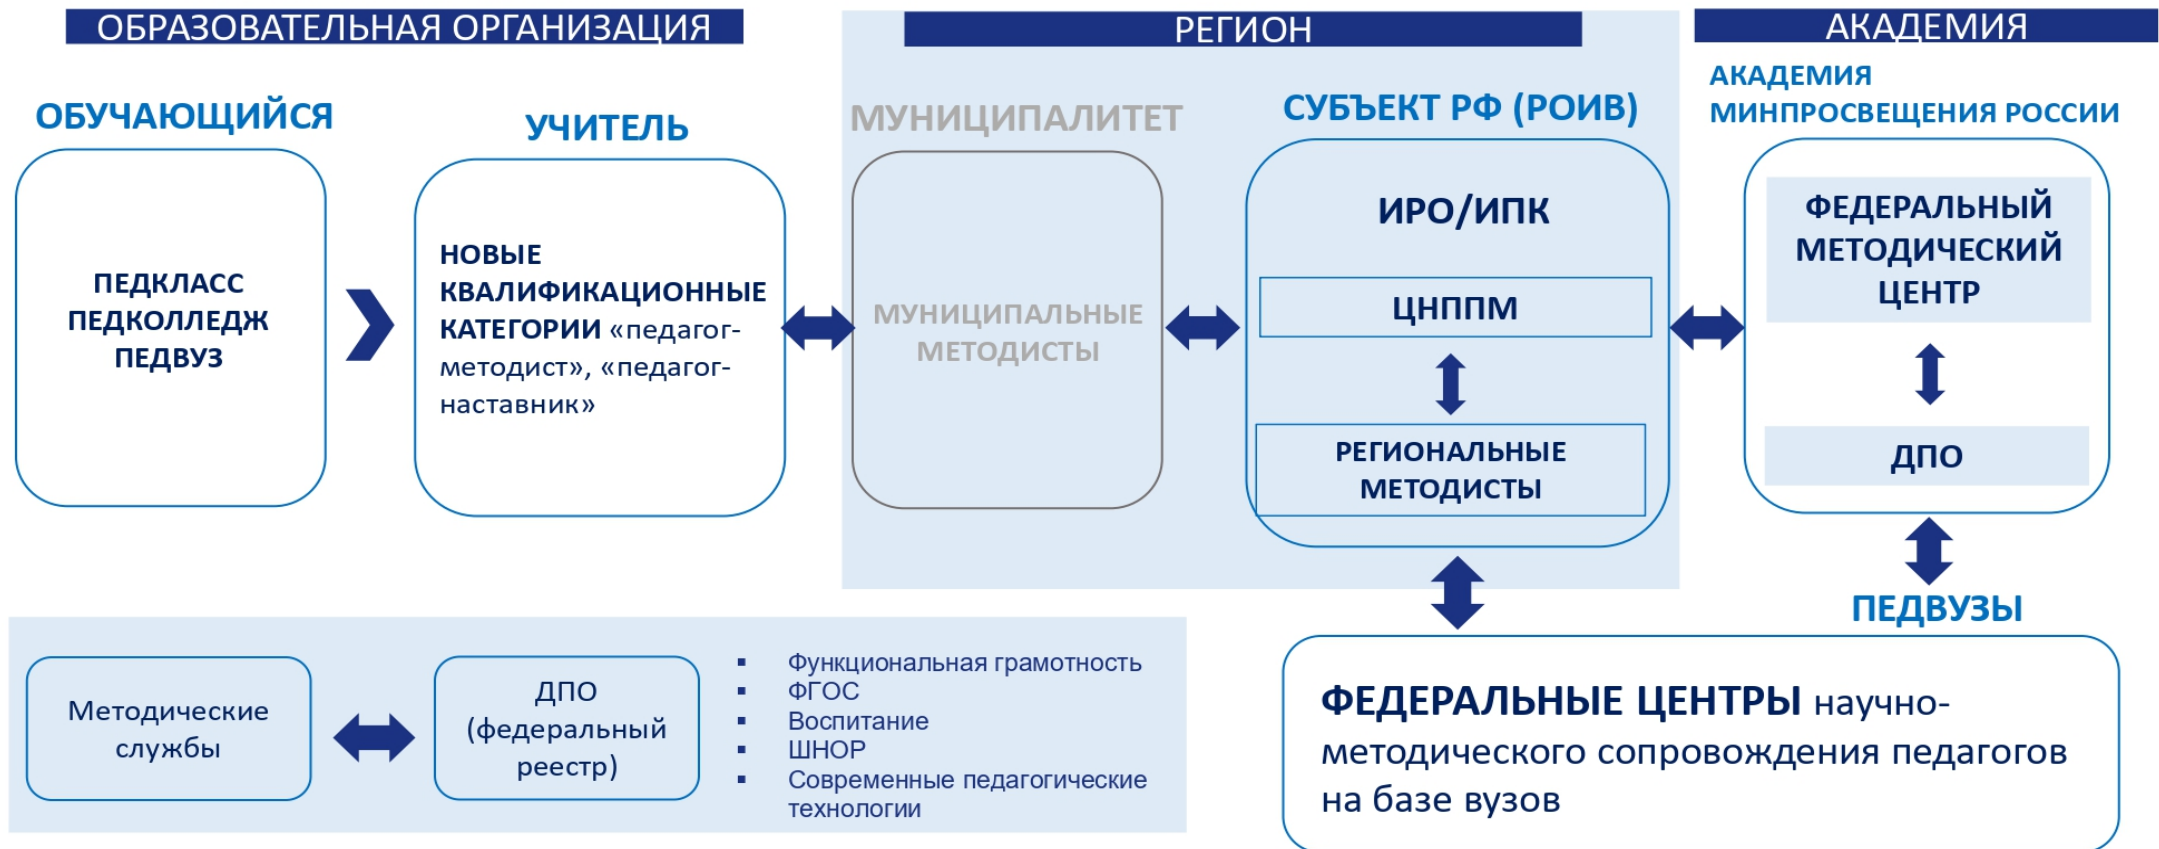 ОБРАЗОВАТЕЛЬНАЯ ОРГАНИЗАЦИЯ
РЕГИОН
АКАДЕМИЯ
ОБУЧАЮЩИЙСЯ
ПЕДКЛАСС
ПЕДКОЛЛЕДЖ
ПЕДВУЗ
УЧИТЕЛЬ
НОВЫЕ
КВАЛИФИКАЦИОННЫЕ
КАТЕГОРИИ «педагог-
методист», «педагог-
наставник»
МУНИЦИПАЛИТЕТ
МУНИЦИПАЛЬНЫЕ
МЕТОДИСТЫ
СУБЪЕКТ РФ (РОИВ)
ИРО/ИПК
ЦНППМ
РЕГИОНАЛЬНЫЕ
МЕТОДИСТЫ
АКАДЕМИЯ
МИНПРОСВЕЩЕНИЯ РОССИИ
ФЕДЕРАЛЬНЫЙ
МЕТОДИЧЕСКИЙ
ЦЕНТР
ДПО
ПЕДВУЗЫ
ФЕДЕРАЛЬНЫЕ ЦЕНТРЫ научно-
методического сопровождения педагогов
на базе вузов
Методические
службы
ДПО
(федеральный
реестр)
▪ Функциональная грамотность
▪ ФГОС
▪ Воспитание
▪ ШНОР
▪ Современные педагогические
технологии